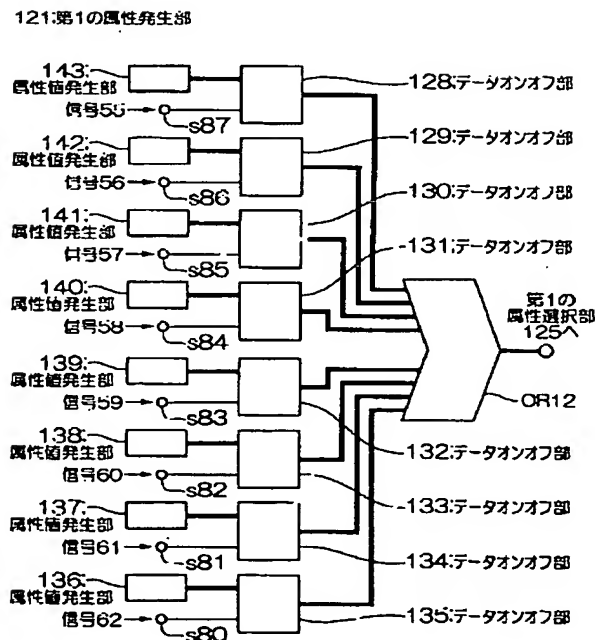 121:第1の属性発生部
143:
属性値発生部
信号55
s87
128:データオンオフ部
142:
属性値発生部
信号56
s86
129:データオンオフ部
141:
属性値発生部
信号57
s85
130:データオンオフ部
140:
属性値発生部
信号58
s84
131:データオンオフ部
第1の
属性選択部
125へ
OR12
139:
属性値発生部
信号59
s83
132:データオンオフ部
138:
属性値発生部
信号60
s82
133:データオンオフ部
137:
属性値発生部
信号61
s81
134:データオンオフ部
136:
属性値発生部
信号62
s80
135:データオンオフ部